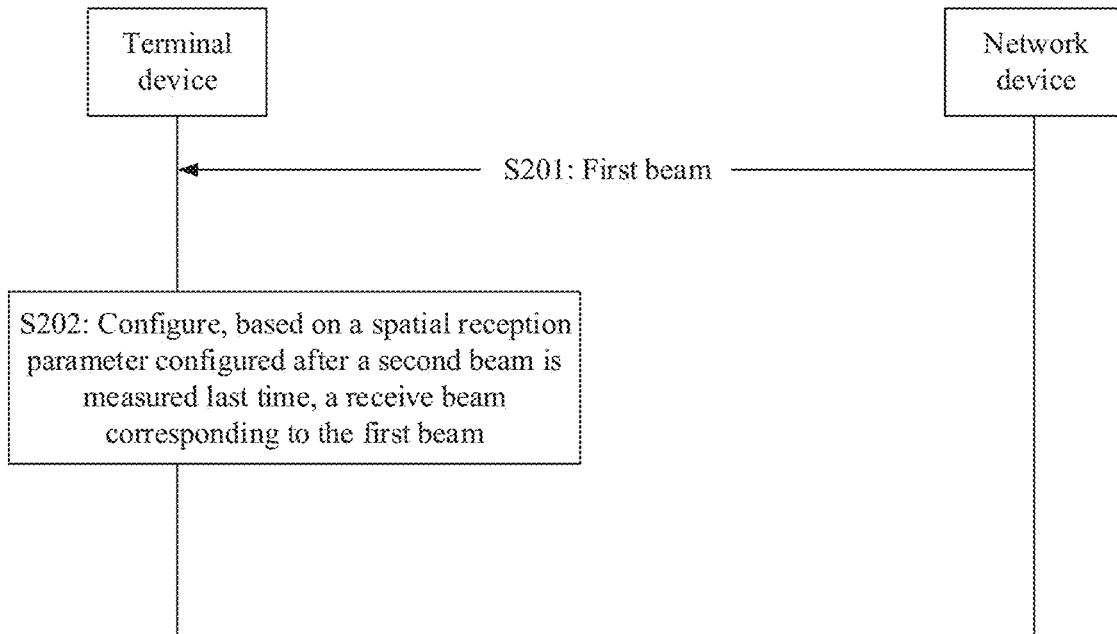 Terminal
device
Network
device
S201: First beam
S202: Configure, based on a spatial reception
parameter configured after a second beam is
measured last time, a receive beam
corresponding to the first beam